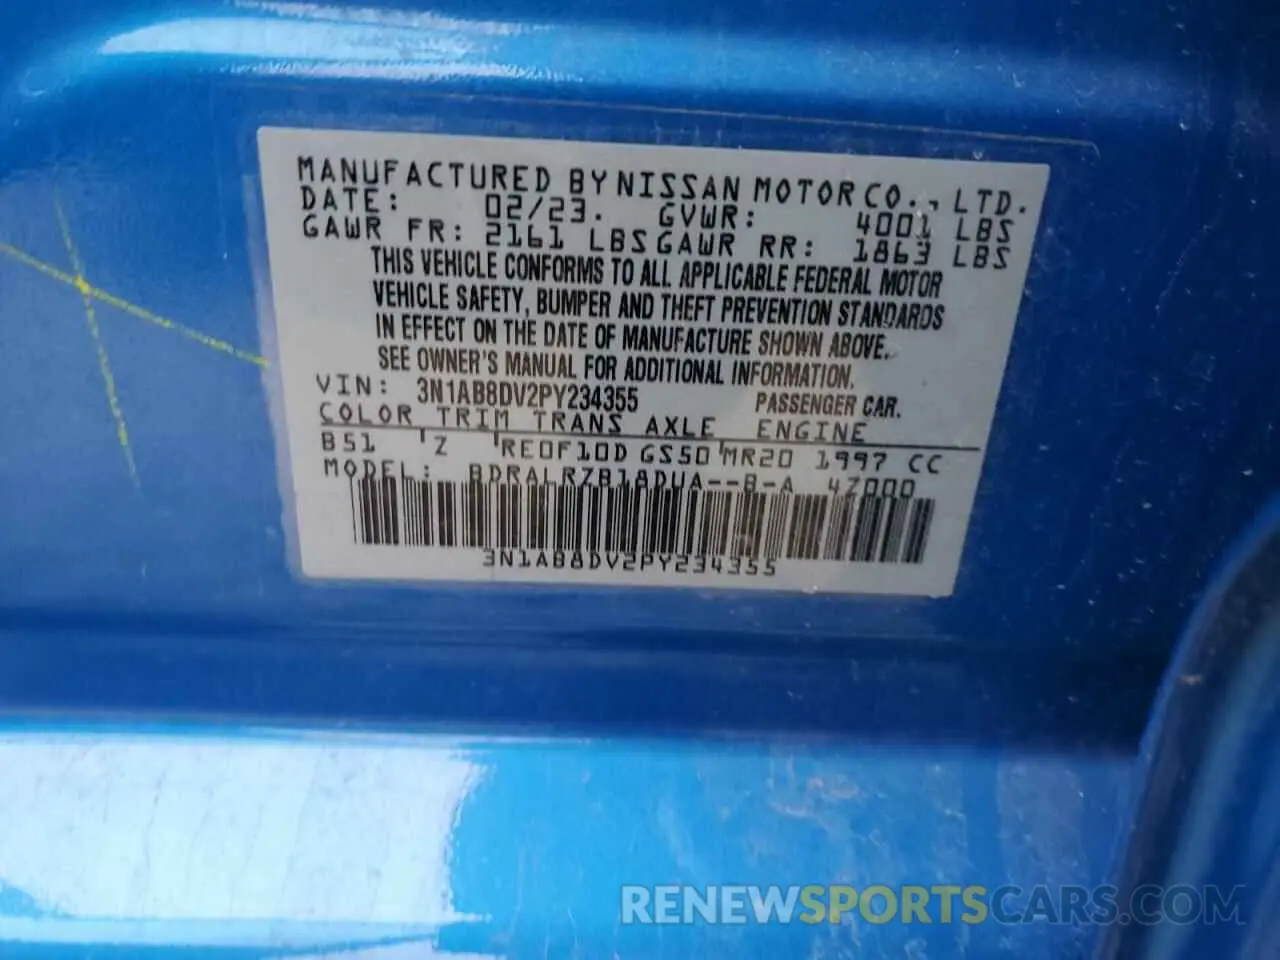 MANUFACTURED BY NISSAN MOTOR CO., LTD.
DATE: 02/23. GVWR: 4001 LBS
GAWR FR: 2161 LBS GAWR RR: 1863 LBS
THIS VEHICLE CONFORMS TO ALL APPLICABLE FEDERAL MOTOR
VEHICLE SAFETY, BUMPER AND THEFT PREVENTION STANDARDS
IN EFFECT ON THE DATE OF MANUFACTURE SHOWN ABOVE.
SEE OWNER'S MANUAL FOR ADDITIONAL INFORMATION.
VIN: 3N1AB8DV2PY234355 PASSENGER CAR.
COLOR TRIM TRANS AXLE ENGINE
B51 Z RE0F10D GS50 MR20 1997 CC
MODEL: BDRALRZB18DUA--B-A 4Z000
3N1AB8DV2PY234355
RENEWSPORTSCARS.COM